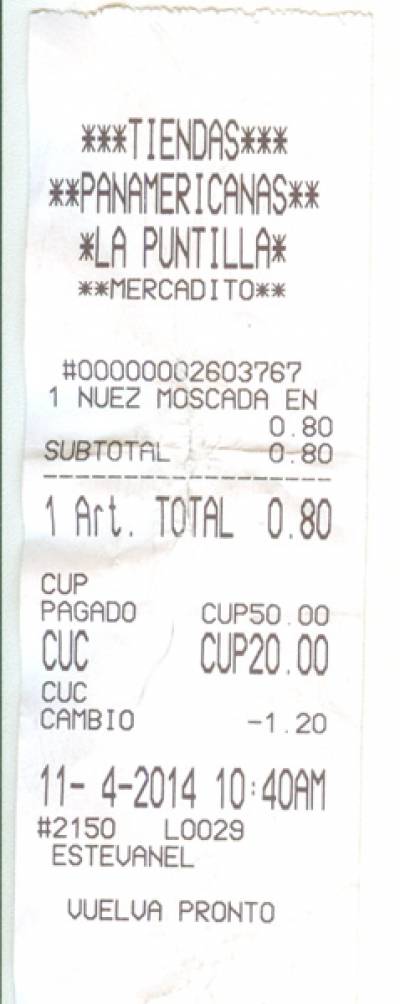 ***TIENDAS***
**PANAMERICANAS**
*LA PUNTILLA*
**MERCADITO**
#00000002603767
1 NUEZ MOSCADA EN
0.80
SUBTOTAL 0.80
--------------------
1 Art. TOTAL 0.80
CUP
PAGADO CUP50.00
CUC CUP20.00
CUC
CAMBIO -1.20
11- 4-2014 10:40AM
#2150 L0029
ESTEVANEL
VUELVA PRONTO